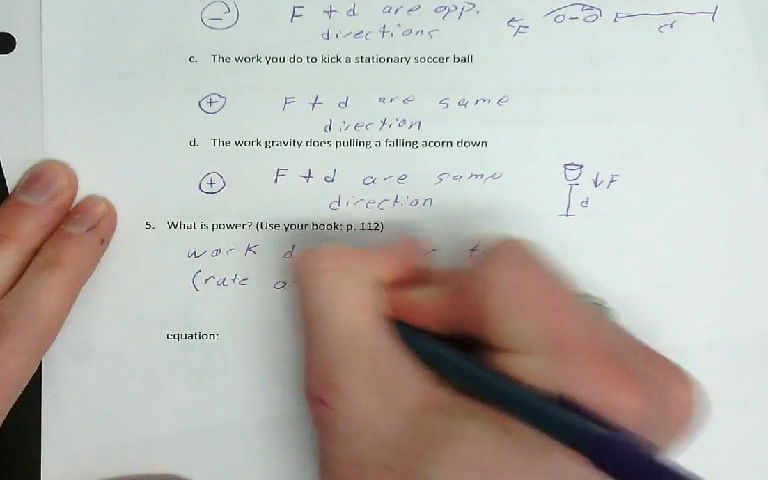 (-) F + d are opp.
directions F d
c. The work you do to kick a stationary soccer ball
(+) F + d are same
direction
d. The work gravity does pulling a falling acorn down
(+) F + d are same
direction F d
5. What is power? (Use your book: p. 112)
work
(rate
equation: